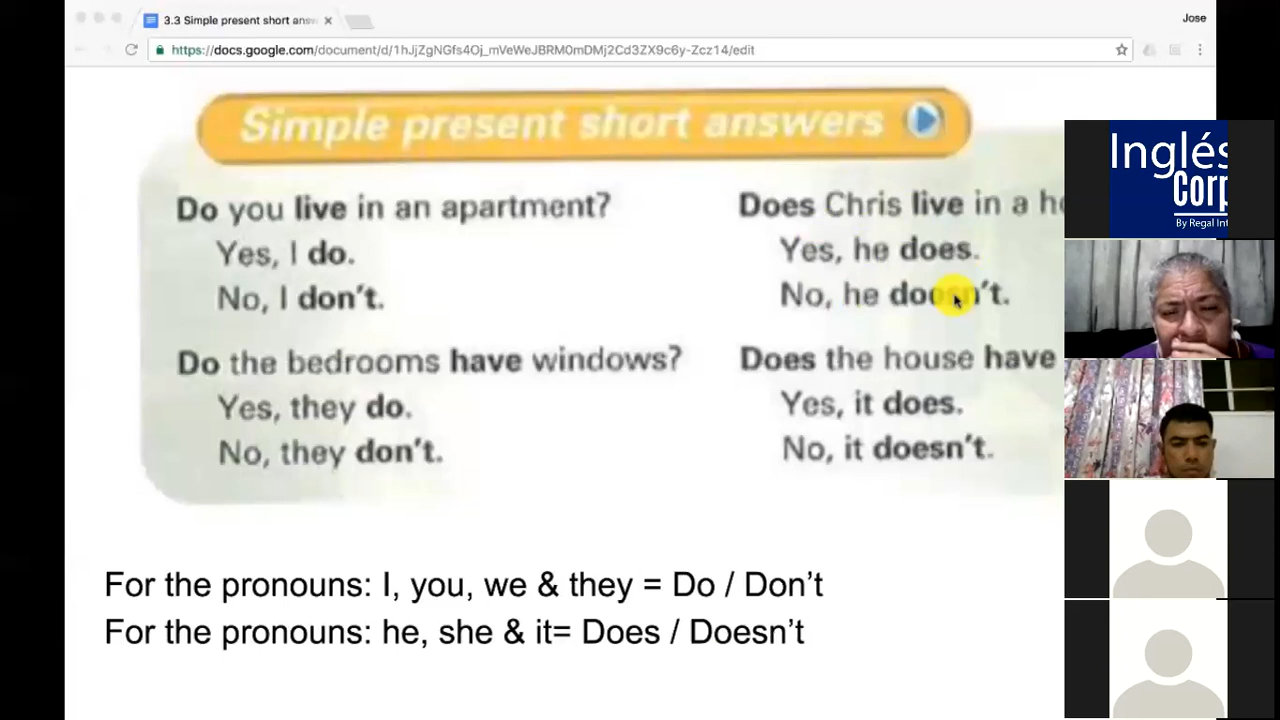 3.3 Simple present short answ
Jose
https://docs.google.com/document/d/1hJjZgNGfs4Oj_mVeWeJBRM0mDMj2Cd3ZX9c6y-Zcz14/edit
Simple present short answers
Do you live in an apartment?
Yes, I do.
No, I don't.
Do the bedrooms have windows?
Yes, they do.
No, they don't.
Does Chris live in a ho
Yes, he does.
No, he doesn't.
Does the house have
Yes, it does.
No, it doesn't.
For the pronouns: I, you, we & they = Do / Don't
For the pronouns: he, she & it= Does / Doesn't
Inglés
Corp
By Regal Int